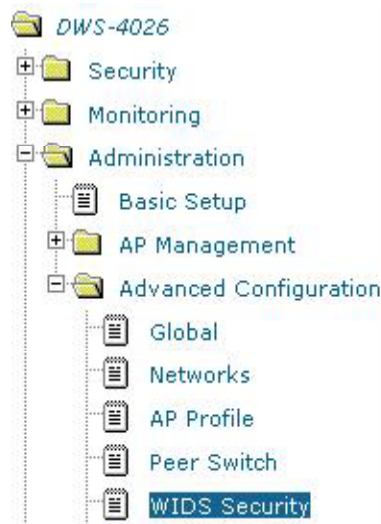 DWS-4026
Security
Monitoring
Administration
Basic Setup
AP Management
Advanced Configuration
Global
Networks
AP Profile
Peer Switch
WIDS Security